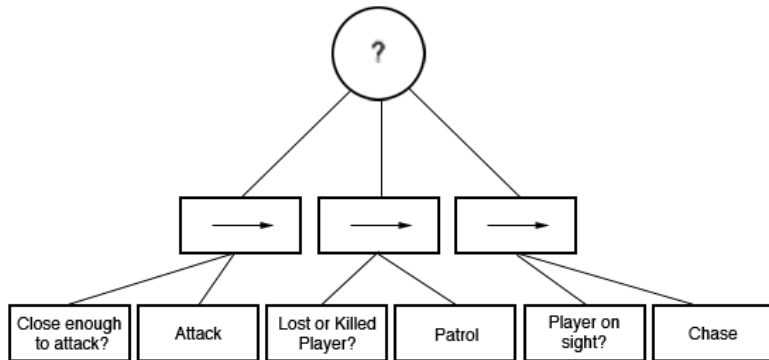 ?
Close enough
to attack?
Attack
Lost or Killed
Player?
Patrol
Player on
sight?
Chase